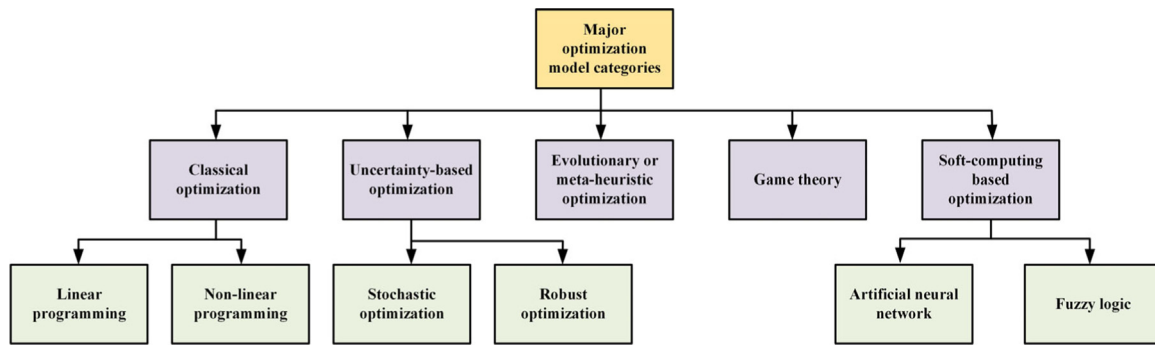 Major
optimization
model categories
Classical
optimization
Uncertainty-based
optimization
Evolutionary or
meta-heuristic
optimization
Game theory
Soft-computing
based
optimization
Linear
programming
Non-linear
programming
Stochastic
optimization
Robust
optimization
Artificial neural
network
Fuzzy logic